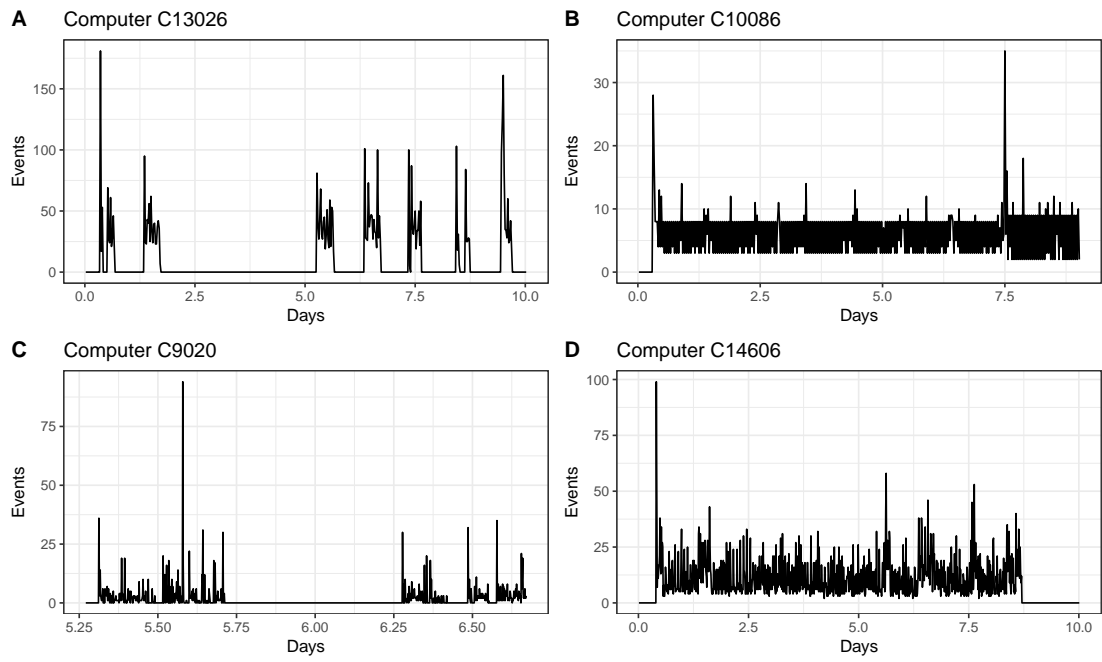 A Computer C13026
Events
150
100
50
0
0.0 2.5 5.0 7.5 10.0
Days
B Computer C10086
Events
30
20
10
0
0.0 2.5 5.0 7.5
Days
C Computer C9020
Events
75
50
25
0
5.25 5.50 5.75 6.00 6.25 6.50
Days
D Computer C14606
Events
100
75
50
25
0
0.0 2.5 5.0 7.5 10.0
Days